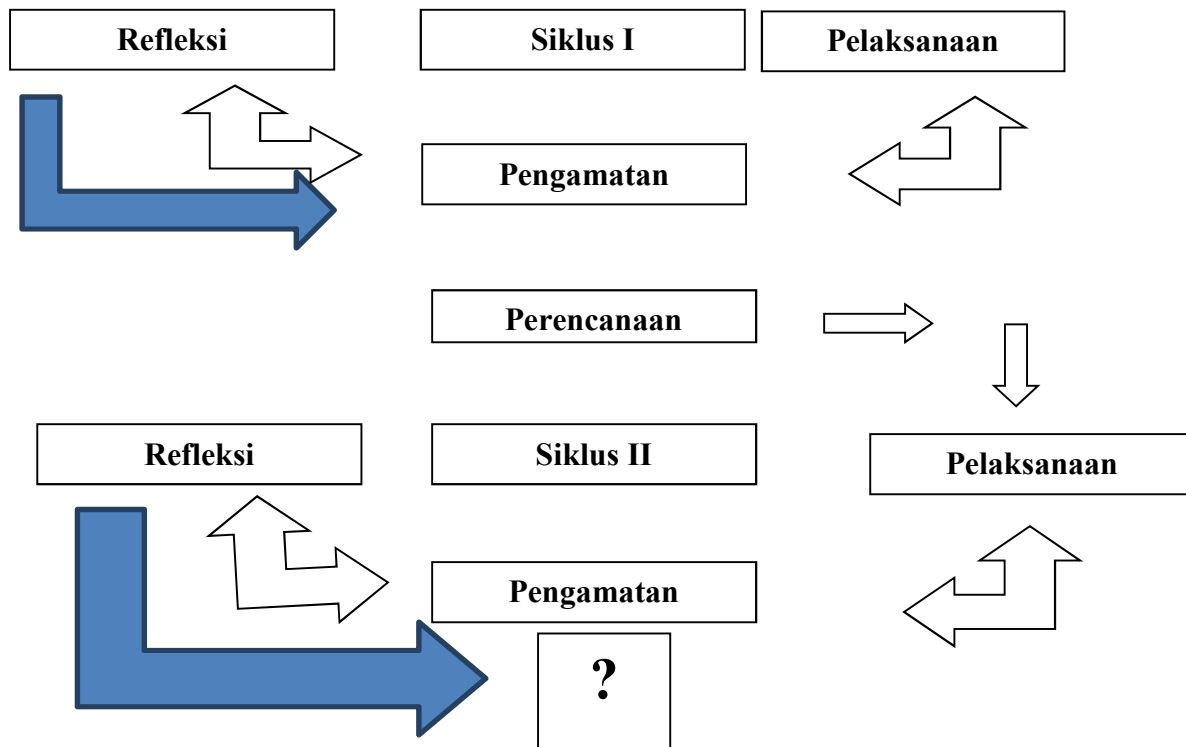 Refleksi
Siklus I
Pelaksanaan
Pengamatan
Perencanaan
Refleksi
Siklus II
Pelaksanaan
Pengamatan
?